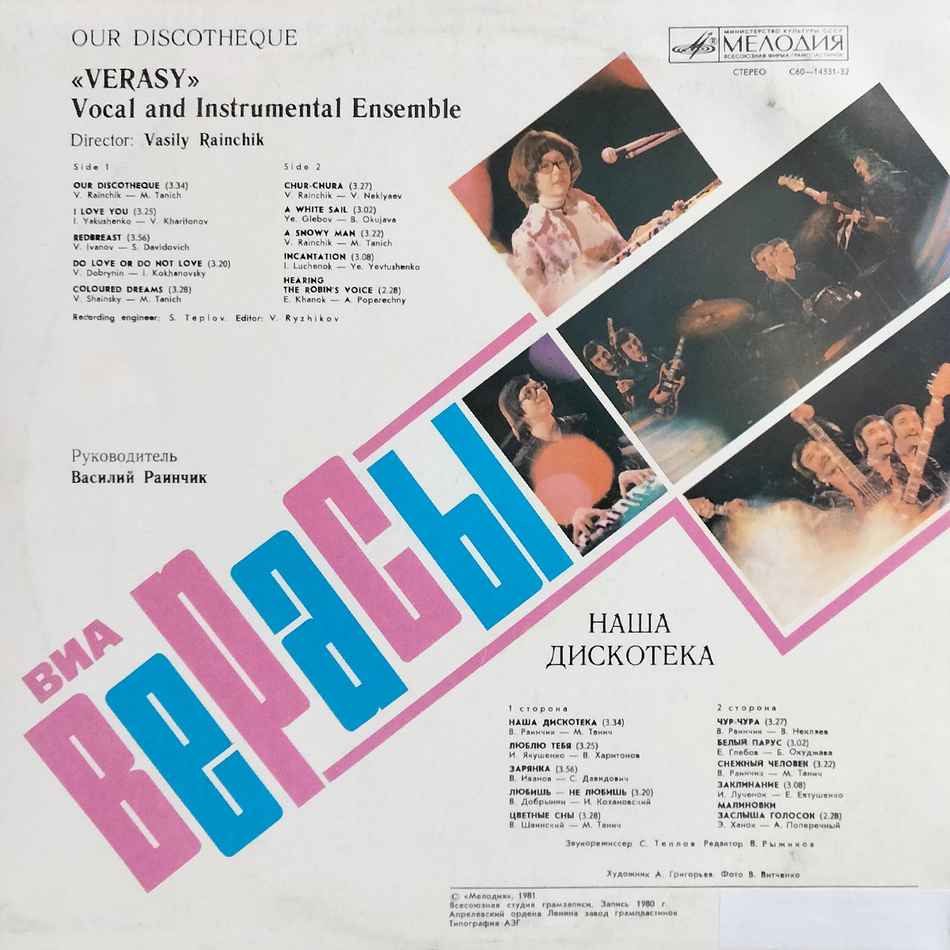 OUR DISCOTHEQUE
«VERASY»
Vocal and Instrumental Ensemble
Director: Vasily Rainchik
Side 1
OUR DISCOTHEQUE (3.34)
V. Rainchik — M. Tanich
I LOVE YOU (3.25)
I. Yakushenko — V. Kharitonov
REDBREAST (3.56)
V. Ivanov — S. Davidovich
DO LOVE OR DO NOT LOVE (3.20)
V. Dobrynin — I. Kokhanovsky
COLOURED DREAMS (3.28)
V. Shainsky — M. Tanich
Side 2
CHUR-CHURA (3.27)
V. Rainchik — V. Neklyaev
A WHITE SAIL (3.02)
Ye. Glebov — B. Okujava
A SNOWY MAN (3.22)
V. Rainchik — M. Tanich
INCANTATION (3.08)
I. Luchenok — Ye. Yevtushenko
HEARING
THE ROBIN'S VOICE (2.28)
E. Khanok — A. Poperechny
Recording engineer: S. Teplov. Editor: V. Ryzhikov
МИНИСТЕРСТВО КУЛЬТУРЫ СССР
МЕЛОДИЯ
ВСЕСОЮЗНАЯ ФИРМА ГРАМПЛАСТИНОК
СТЕРЕО С60—14331-32
Руководитель
Василий Раинчик
ВИА
Верасы
НАША
ДИСКОТЕКА
1 сторона
НАША ДИСКОТЕКА (3.34)
В. Раинчик — М. Танич
ЛЮБЛЮ ТЕБЯ (3.25)
И. Якушенко — В. Харитонов
ЗАРЯНКА (3.56)
В. Иванов — С. Давидович
ЛЮБИШЬ — НЕ ЛЮБИШЬ (3.20)
В. Добрынин — И. Кохановский
ЦВЕТНЫЕ СНЫ (3.28)
В. Шаинский — М. Танич
2 сторона
ЧУР-ЧУРА (3.27)
В. Раинчик — В. Некляев
БЕЛЫЙ ПАРУС (3.02)
Е. Глебов — Б. Окуджава
СНЕЖНЫЙ ЧЕЛОВЕК (3.22)
В. Раинчик — М. Танич
ЗАКЛИНАНИЕ (3.08)
И. Лученок — Е. Евтушенко
МАЛИНОВКИ
ЗАСЛЫША ГОЛОСОК (2.28)
Э. Ханок — А. Поперечный
Звукорежиссер С. Теплов Редактор В. Рыжиков
Художник А. Григорьев. Фото В. Витченко
© «Мелодия», 1981
Всесоюзная студия грамзаписи. Запись 1980 г.
Апрелевский ордена Ленина завод грампластинок
Типография АЗГ